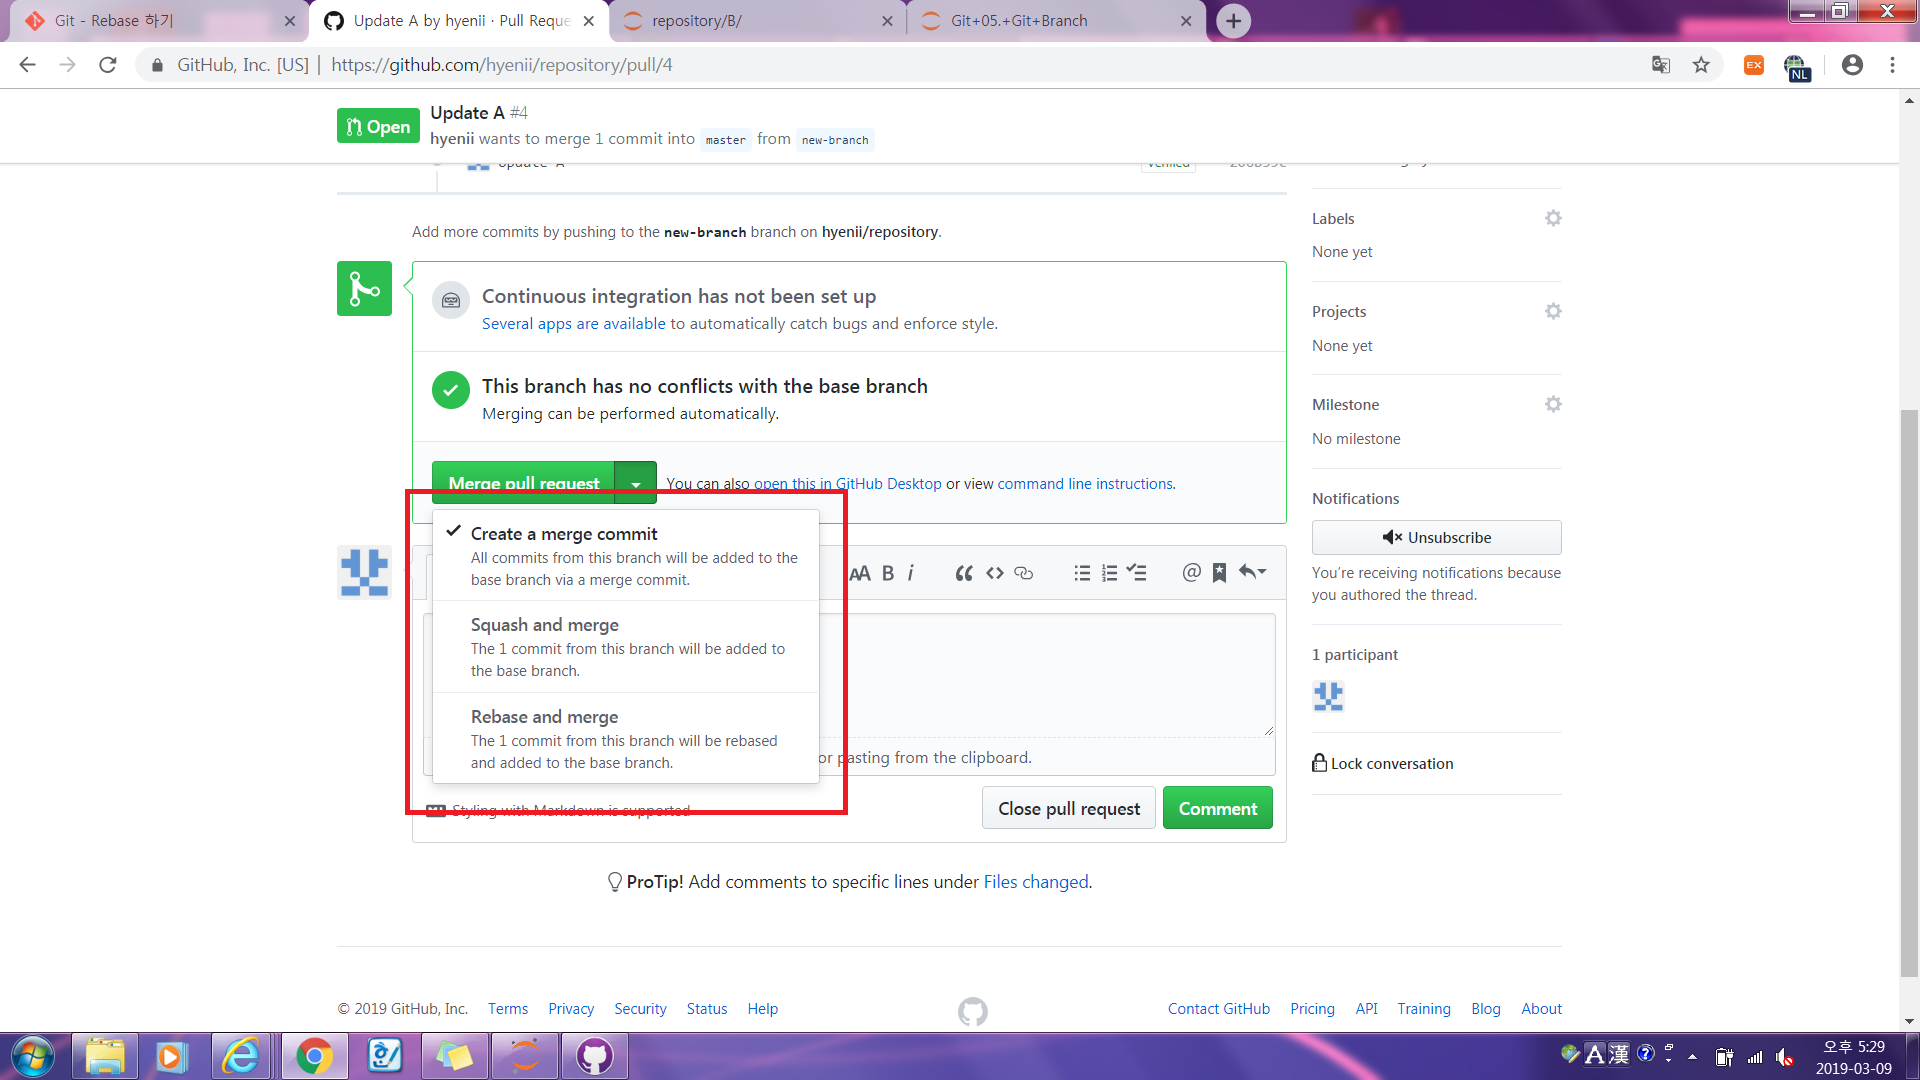 Git - Rebase 하기
Update A by hyenii · Pull Reque
repository/B/
Git+05.+Git+Branch
GitHub, Inc. [US] | https://github.com/hyenii/repository/pull/4
EX
NL
Open
Update A #4
hyenii wants to merge 1 commit into master from new-branch
Update A
Verified
Add more commits by pushing to the new-branch branch on hyenii/repository.
Continuous integration has not been set up
Several apps are available to automatically catch bugs and enforce style.
This branch has no conflicts with the base branch
Merging can be performed automatically.
Merge pull request
You can also open this in GitHub Desktop or view command line instructions.
Create a merge commit
All commits from this branch will be added to the
base branch via a merge commit.
Squash and merge
The 1 commit from this branch will be added to
the base branch.
Rebase and merge
The 1 commit from this branch will be rebased
and added to the base branch.
AA B i
or pasting from the clipboard.
Styling with Markdown is supported
Close pull request
Comment
ProTip! Add comments to specific lines under Files changed.
Labels
None yet
Projects
None yet
Milestone
No milestone
Notifications
Unsubscribe
You're receiving notifications because
you authored the thread.
1 participant
Lock conversation
© 2019 GitHub, Inc. Terms Privacy Security Status Help
Contact GitHub Pricing API Training Blog About
A 漢
오후 5:29
2019-03-09